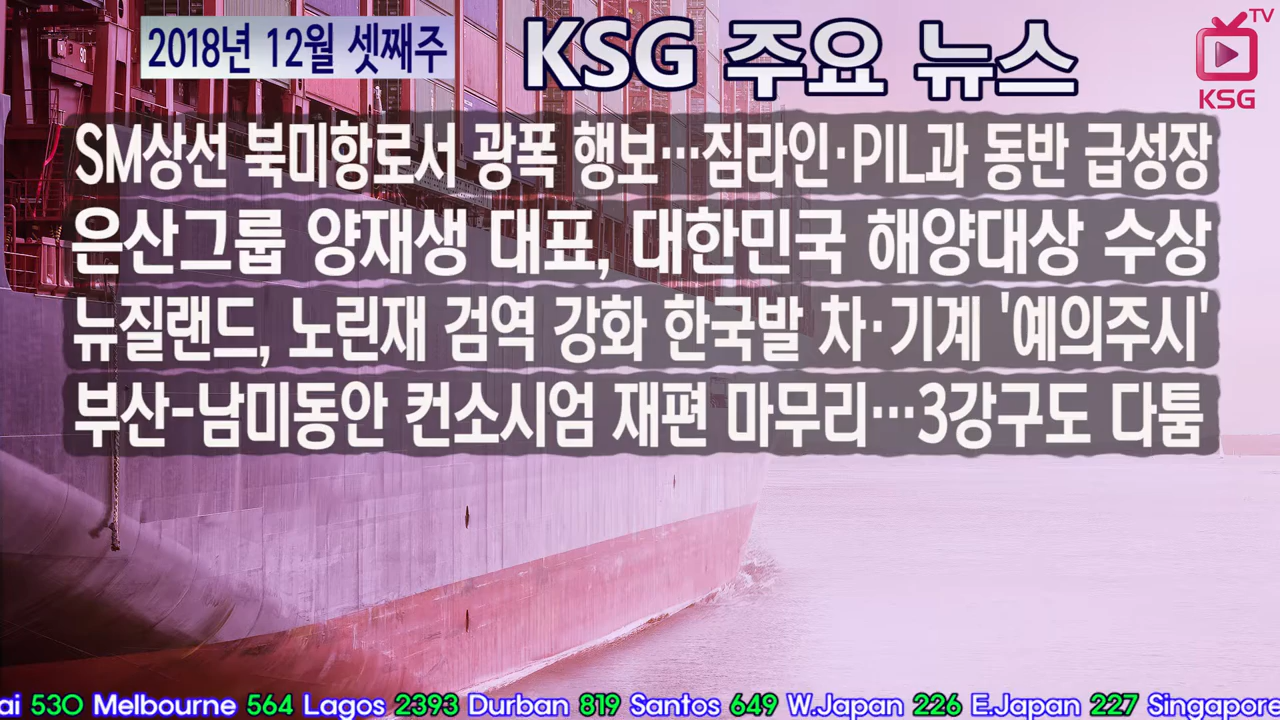 2018년 12월 셋째주
KSG 주요 뉴스
TV
KSG
SM상선 북미항로서 광폭 행보…짐라인·PIL과 동반 급성장
은산그룹 양재생 대표, 대한민국 해양대상 수상
뉴질랜드, 노린재 검역 강화 한국발 차·기계 '예의주시'
부산-남미동안 컨소시엄 재편 마무리…3강구도 다툼
ai 530 Melbourne 564 Lagos 2393 Durban 819 Santos 649 W.Japan 226 E.Japan 227 Singapore